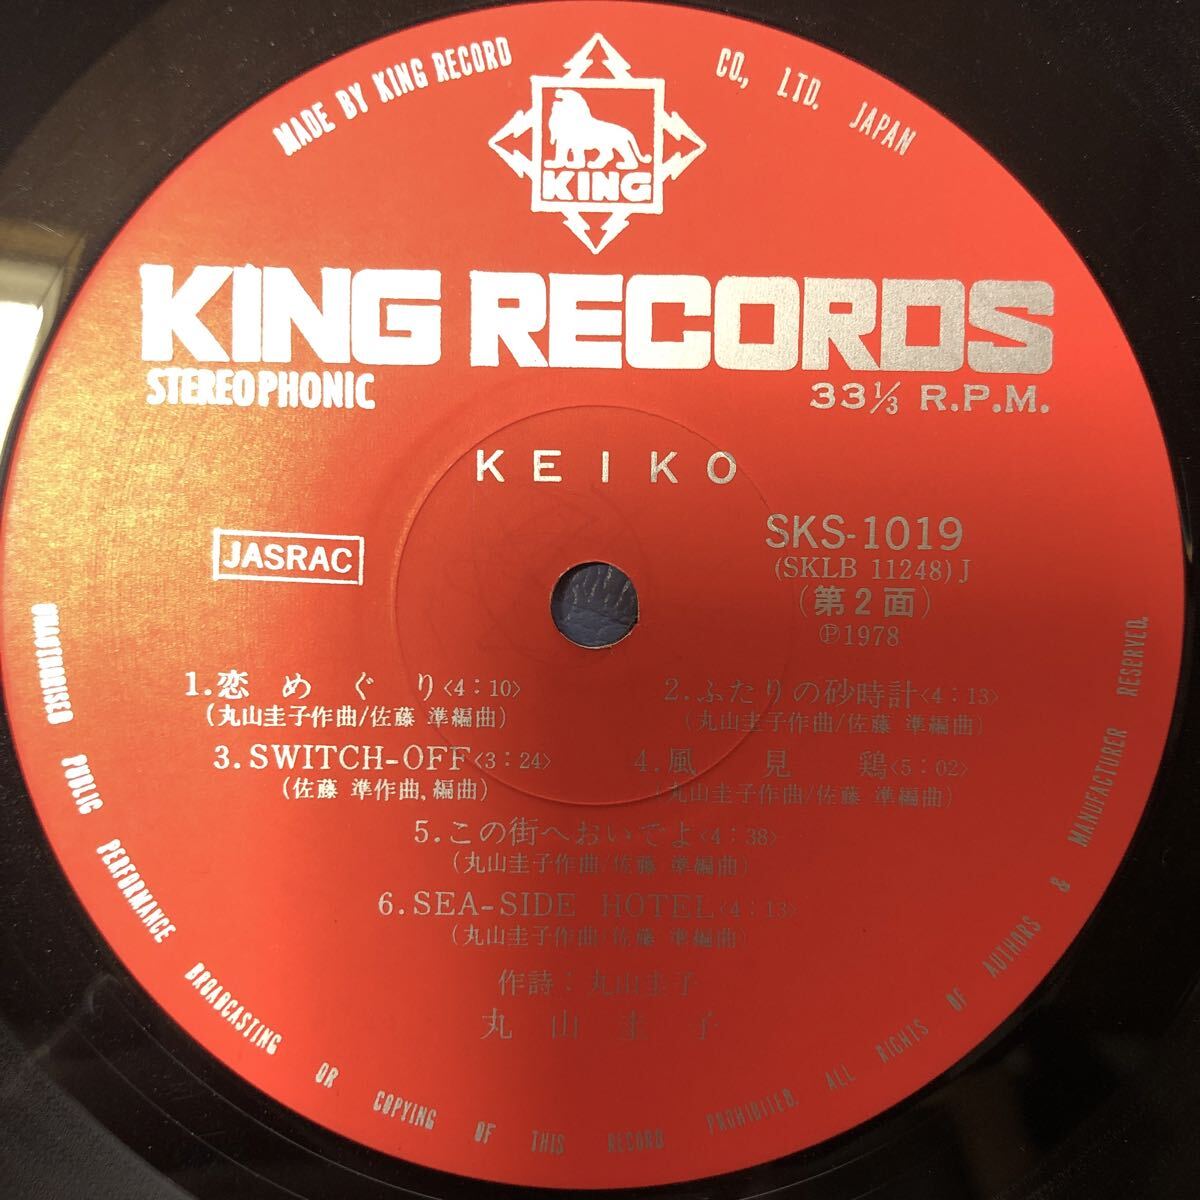 MADE BY KING RECORD CO., LTD. JAPAN
KING
KING RECORDS
STEREOPHONIC
33⅓ R.P.M.
KEIKO
JASRAC
SKS-1019
(SKLB 11248) J
(第2面)
Ⓟ1978
1.恋めぐり<4:10>
(丸山圭子作曲/佐藤 準編曲)
2.ふたりの砂時計<4:13>
(丸山圭子作曲/佐藤 準編曲)
3.SWITCH-OFF<3:24>
(佐藤 準作曲,編曲)
4.風見鶏<5:02>
(丸山圭子作曲/佐藤 準編曲)
5.この街へおいでよ<4:38>
(丸山圭子作曲/佐藤 準編曲)
6.SEA-SIDE HOTEL<4:13>
(丸山圭子作曲/佐藤 準編曲)
作詩:丸山圭子
丸山圭子
UNAUTHORISED PUBLIC PERFORMANCE BROADCASTING OR COPYING OF THIS RECORD PROHIBITED. ALL RIGHTS OF AUTHORS & MANUFACTURER RESERVED.